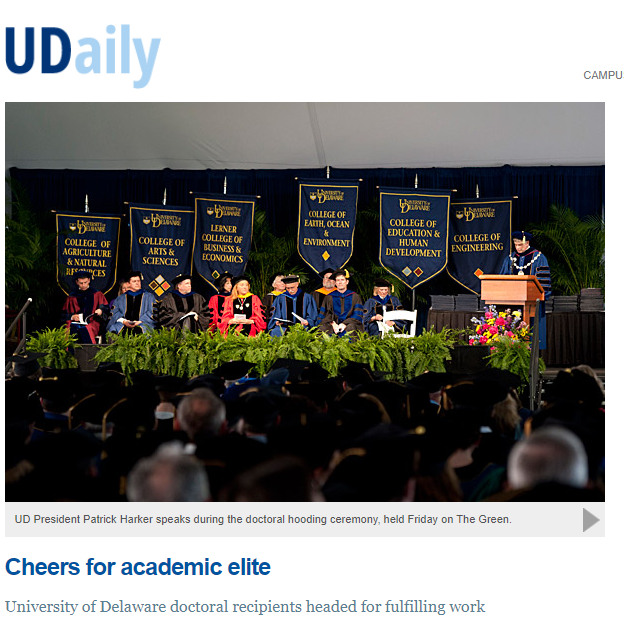 UDaily
CAMPU
UNIVERSITY OF
DELAWARE
COLLEGE OF
AGRICULTURE
& NATURAL
RESOURCES
UNIVERSITY OF
DELAWARE
COLLEGE OF
ARTS &
SCIENCES
UNIVERSITY OF
DELAWARE
LERNER
COLLEGE OF
BUSINESS &
ECONOMICS
UNIVERSITY OF
DELAWARE
COLLEGE OF
EARTH, OCEAN
&
ENVIRONMENT
UNIVERSITY OF
DELAWARE
COLLEGE OF
EDUCATION &
HUMAN
DEVELOPMENT
UNIVERSITY OF
DELAWARE
COLLEGE OF
ENGINEERING
UD President Patrick Harker speaks during the doctoral hooding ceremony, held Friday on The Green.
Cheers for academic elite
University of Delaware doctoral recipients headed for fulfilling work